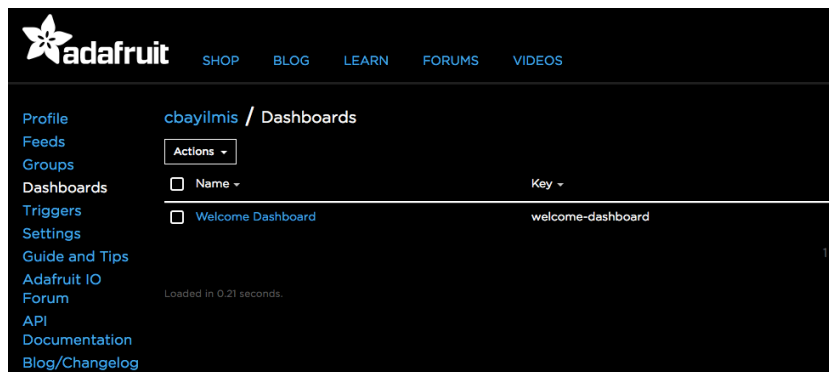 adafruit SHOP BLOG LEARN FORUMS VIDEOS
Profile
Feeds
Groups
Dashboards
Triggers
Settings
Guide and Tips
Adafruit IO
Forum
API
Documentation
Blog/Changelog
cbayilmis / Dashboards
Actions
Name Key
Welcome Dashboard welcome-dashboard
1
Loaded in 0.21 seconds.